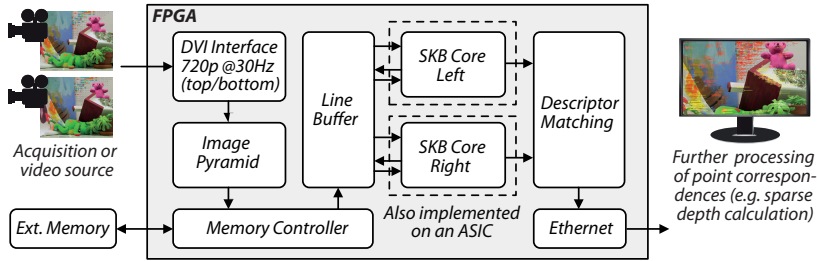 FPGA
DVI Interface
720p @30Hz
(top/bottom)
Image
Pyramid
Memory Controller
Line
Buffer
SKB Core
Left
SKB Core
Right
Also implemented
on an ASIC
Descriptor
Matching
Ethernet
Acquisition or
video source
Ext. Memory
Further processing
of point correspon-
dences (e.g. sparse
depth calculation)